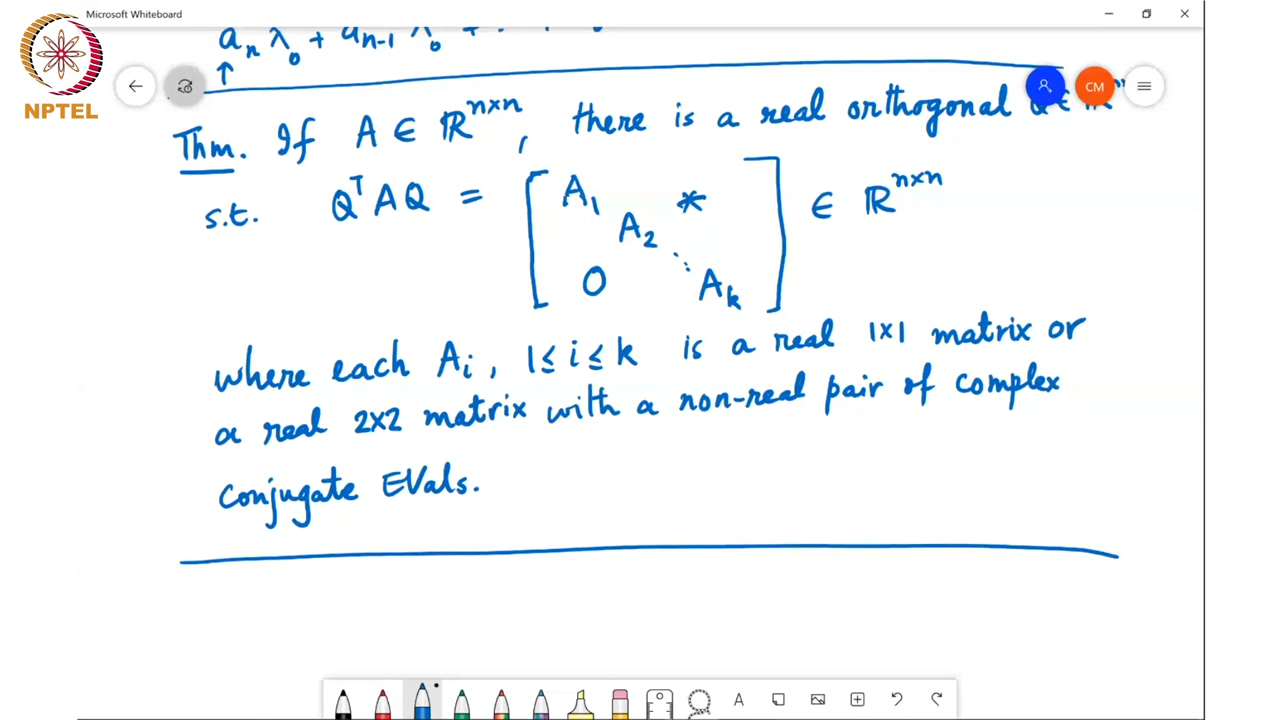 Microsoft Whiteboard
NPTEL
CM
Thm. If A ∈ ℝ^{n×n}, there is a real orthogonal Q ∈
s.t. Q^T A Q = [ A_1 * A_2 ⋱ 0 A_k ] ∈ ℝ^{n×n}
where each A_i, 1 ≤ i ≤ k is a real 1×1 matrix or
a real 2×2 matrix with a non-real pair of complex
conjugate EVals.
A